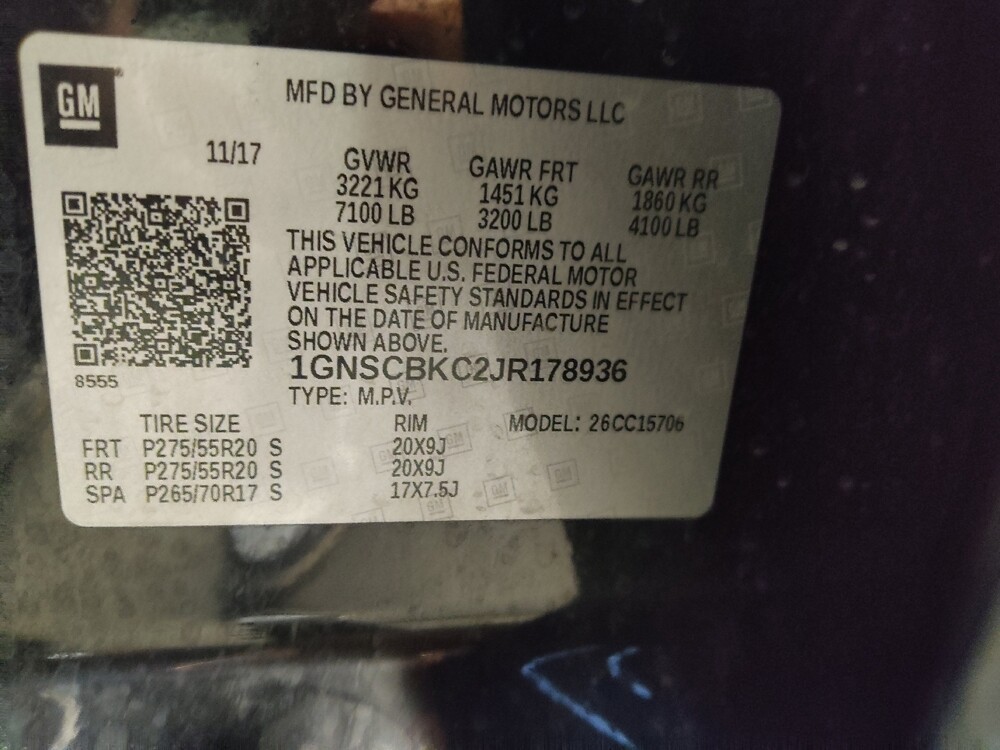 GM
MFD BY GENERAL MOTORS LLC
11/17
GVWR GAWR FRT GAWR RR
3221 KG 1451 KG 1860 KG
7100 LB 3200 LB 4100 LB
THIS VEHICLE CONFORMS TO ALL
APPLICABLE U.S. FEDERAL MOTOR
VEHICLE SAFETY STANDARDS IN EFFECT
ON THE DATE OF MANUFACTURE
SHOWN ABOVE.
8555
1GNSCBKC2JR178936
TYPE: M.P.V.
TIRE SIZE RIM MODEL: 26CC15706
FRT P275/55R20 S 20X9J
RR P275/55R20 S 20X9J
SPA P265/70R17 S 17X7.5J